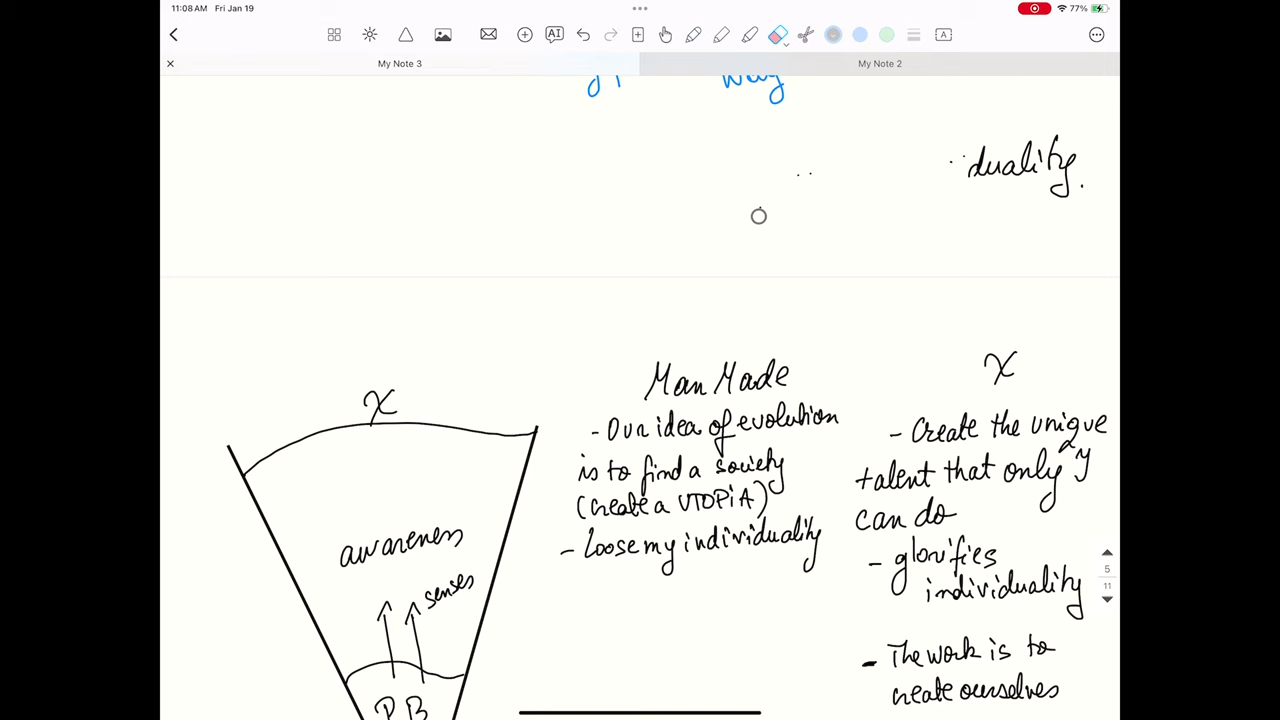 11:08 AM Fri Jan 19
77%
My Note 3
My Note 2
way
duality.
X
awareness
senses
P B
Man Made
- Our idea of evolution
is to find a society
(Create a UTOPIA)
- Loose my individuality
X
- Create the unique
talent that only
can do
- glorifies
individuality
- The work is to
create ourselves
5
11